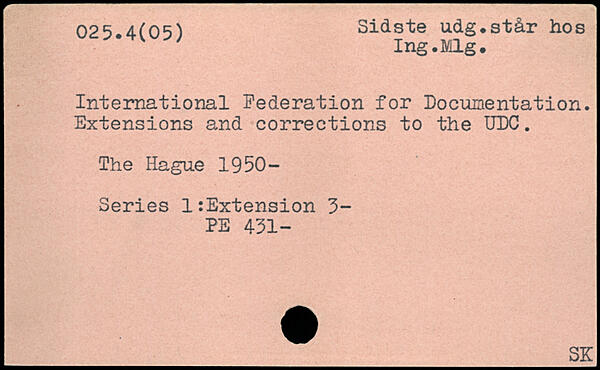 025.4(05)
Sidste udg.står hos
Ing.Mlg.
International Federation for Documentation.
Extensions and corrections to the UDC.
The Hague 1950-
Series 1:Extension 3-
PE 431-
SK